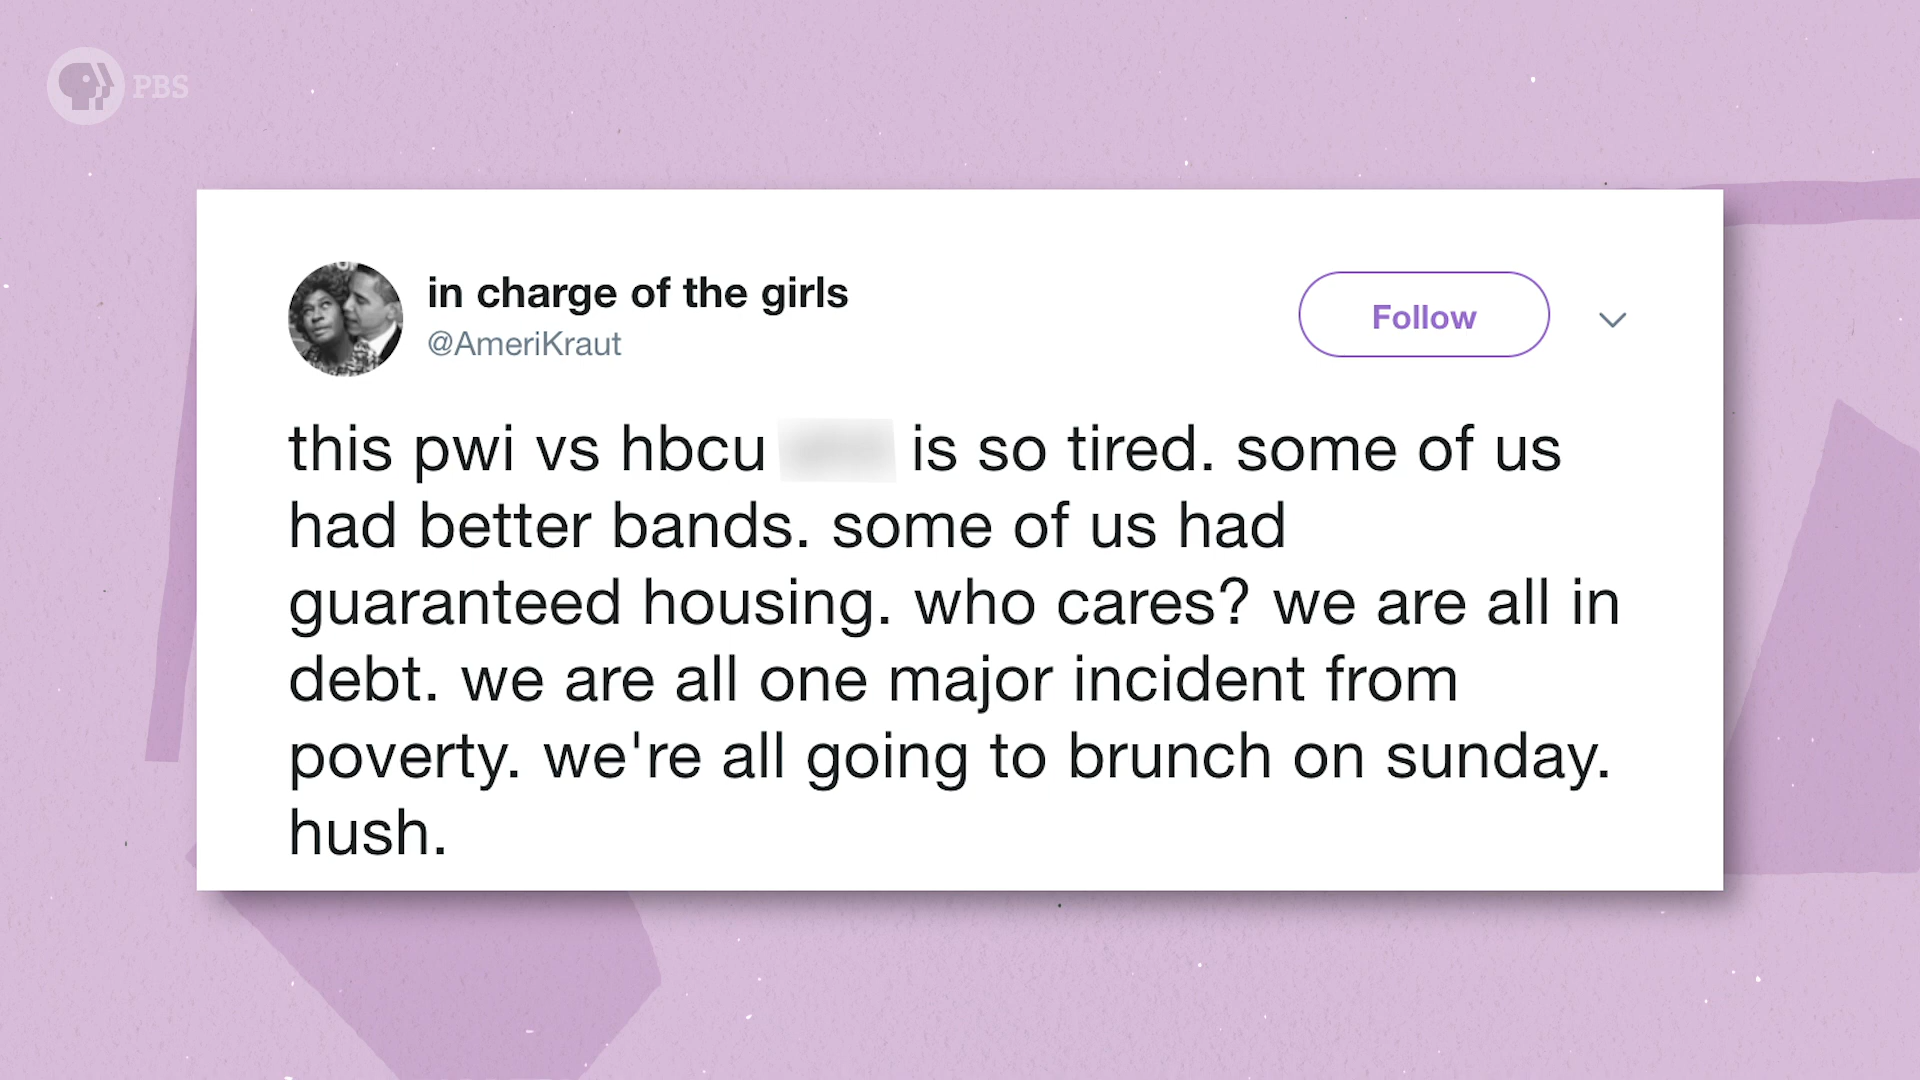 PBS
in charge of the girls
@AmeriKraut
Follow
this pwi vs hbcu is so tired. some of us
had better bands. some of us had
guaranteed housing. who cares? we are all in
debt. we are all one major incident from
poverty. we're all going to brunch on sunday.
hush.